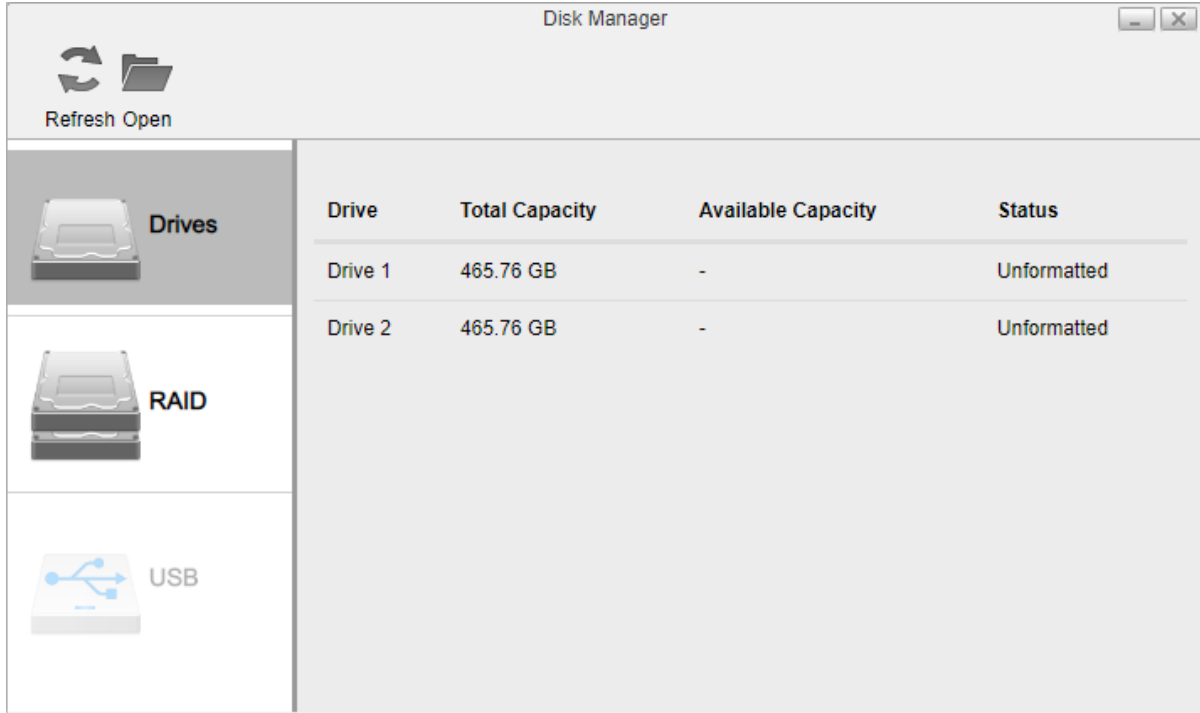 Disk Manager
Refresh Open
Drives
RAID
USB
Drive Total Capacity Available Capacity Status
Drive 1 465.76 GB - Unformatted
Drive 2 465.76 GB - Unformatted